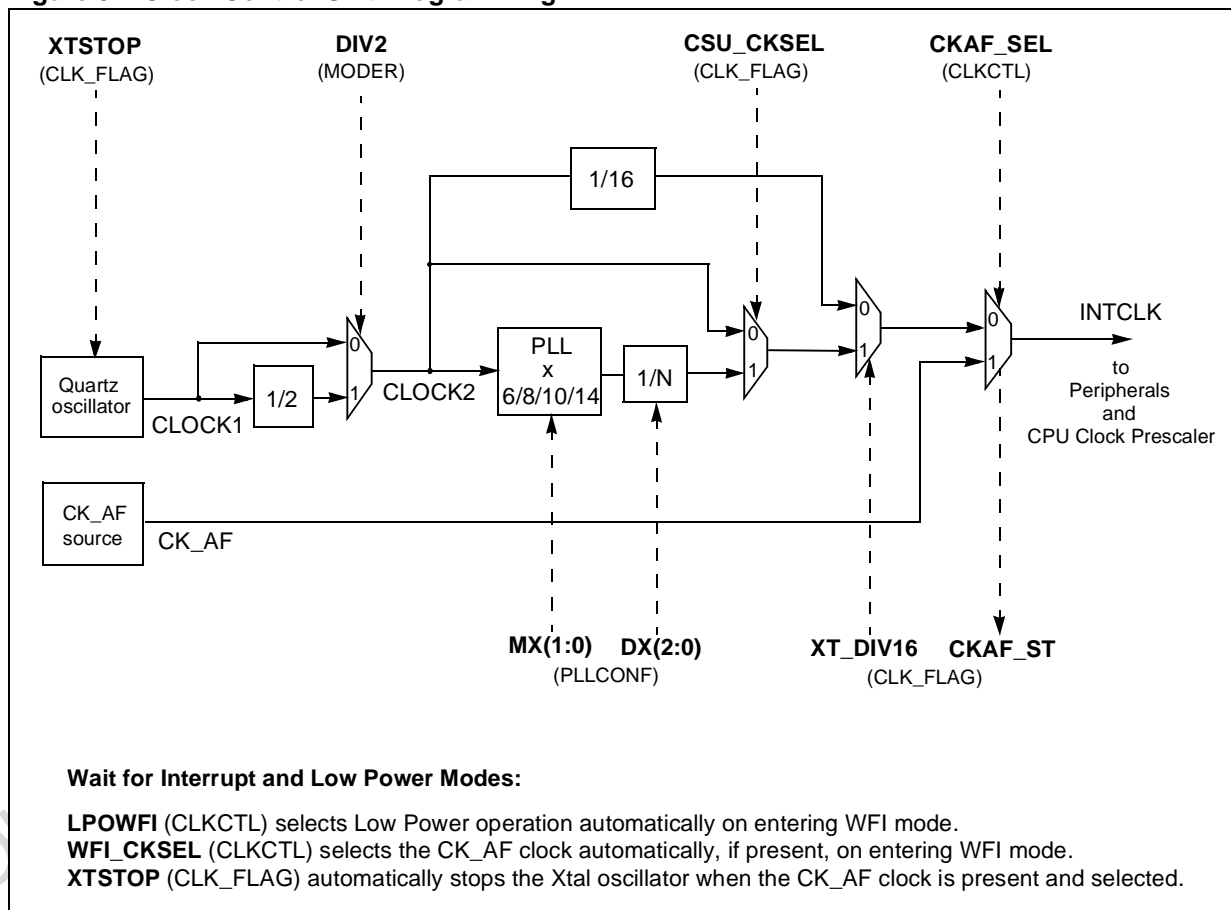 XTSTOP
(CLK_FLAG)
DIV2
(MODER)
CSU_CKSEL
(CLK_FLAG)
CKAF_SEL
(CLKCTL)
1/16
Quartz
oscillator
CLOCK1
1/2
0
1
CLOCK2
PLL
x
6/8/10/14
1/N
0
1
0
1
0
1
INTCLK
to
Peripherals
and
CPU Clock Prescaler
CK_AF
source
CK_AF
MX(1:0)
DX(2:0)
(PLLCONF)
XT_DIV16
CKAF_ST
(CLK_FLAG)
Wait for Interrupt and Low Power Modes:
LPOWFI (CLKCTL) selects Low Power operation automatically on entering WFI mode.
WFI_CKSEL (CLKCTL) selects the CK_AF clock automatically, if present, on entering WFI mode.
XTSTOP (CLK_FLAG) automatically stops the Xtal oscillator when the CK_AF clock is present and selected.